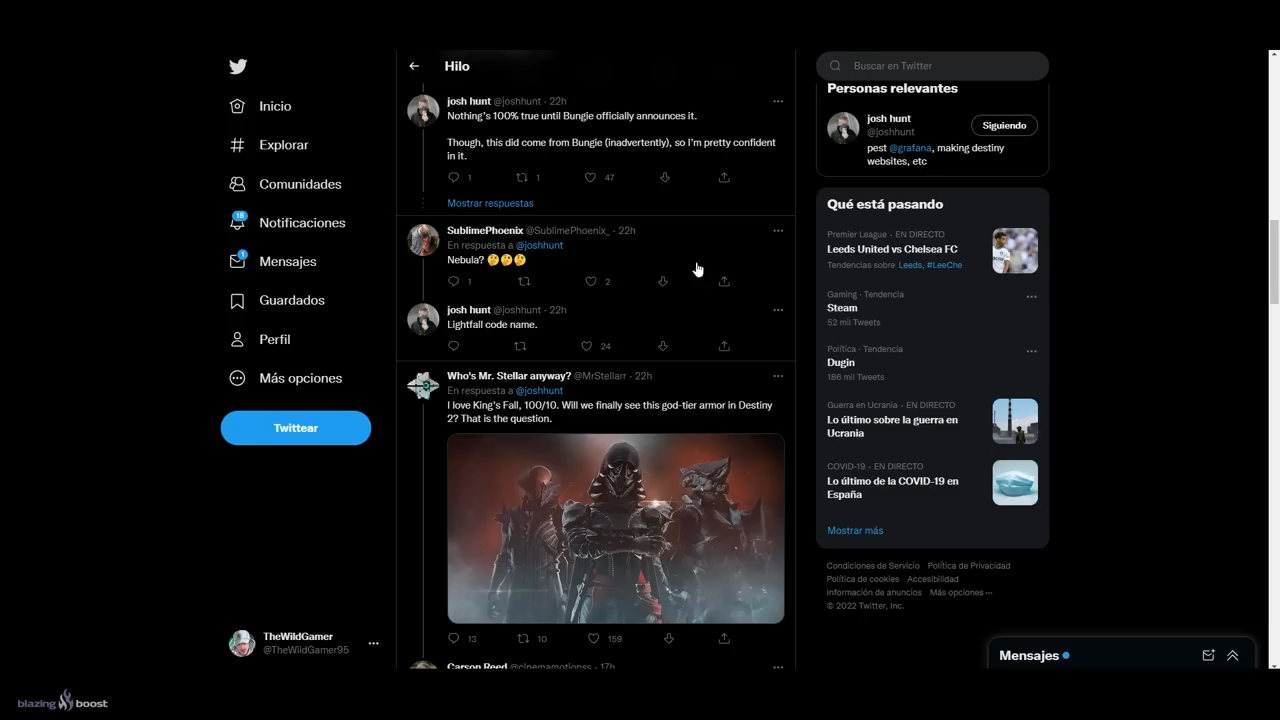 Inicio
Explorar
Comunidades
18
Notificaciones
1
Mensajes
Guardados
Perfil
Más opciones
Twittear
TheWildGamer
@TheWildGamer95
Hilo
josh hunt @joshhunt · 22h
Nothing's 100% true until Bungie officially announces it.
Though, this did come from Bungie (inadvertently), so I'm pretty confident
in it.
1 1 47
Mostrar respuestas
SublimePhoenix @SublimePhoenix_ · 22h
En respuesta a @joshhunt
Nebula? 🤔🤔🤔
1 2
josh hunt @joshhunt · 22h
Lightfall code name.
24
Who's Mr. Stellar anyway? @MrStellarr · 22h
En respuesta a @joshhunt
I love King's Fall, 100/10. Will we finally see this god-tier armor in Destiny
2? That is the question.
13 10 159
Carson Reed @cinemamotionss · 17h
Buscar en Twitter
Personas relevantes
josh hunt
@joshhunt
Siguiendo
pest @grafana, making destiny
websites, etc
Qué está pasando
Premier League · EN DIRECTO
Leeds United vs Chelsea FC
Tendencias sobre Leeds, #LeeChe
Gaming · Tendencia
Steam
52 mil Tweets
Política · Tendencia
Dugin
186 mil Tweets
Guerra en Ucrania · EN DIRECTO
Lo último sobre la guerra en
Ucrania
COVID-19 · EN DIRECTO
Lo último de la COVID-19 en
España
Mostrar más
Condiciones de Servicio Política de Privacidad
Política de cookies Accesibilidad
Información de anuncios Más opciones ···
© 2022 Twitter, Inc.
Mensajes
blazing boost